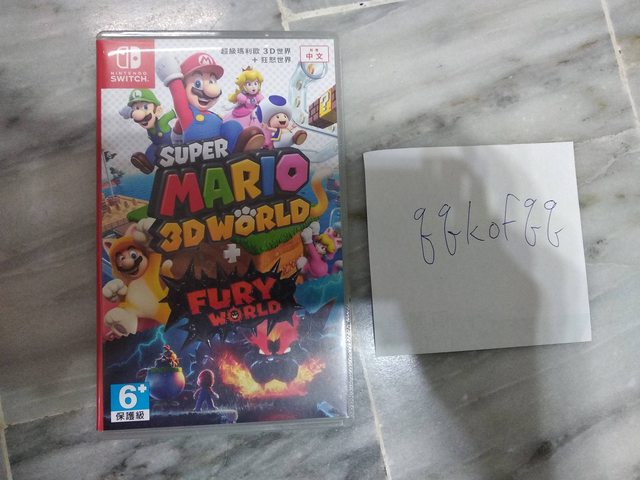 NINTENDO
SWITCH
超級瑪利歐 3D世界
+ 狂怒世界
中文
SUPER
MARIO
3D WORLD
+
FURY
WORLD
6+
保護級
qqkofqq